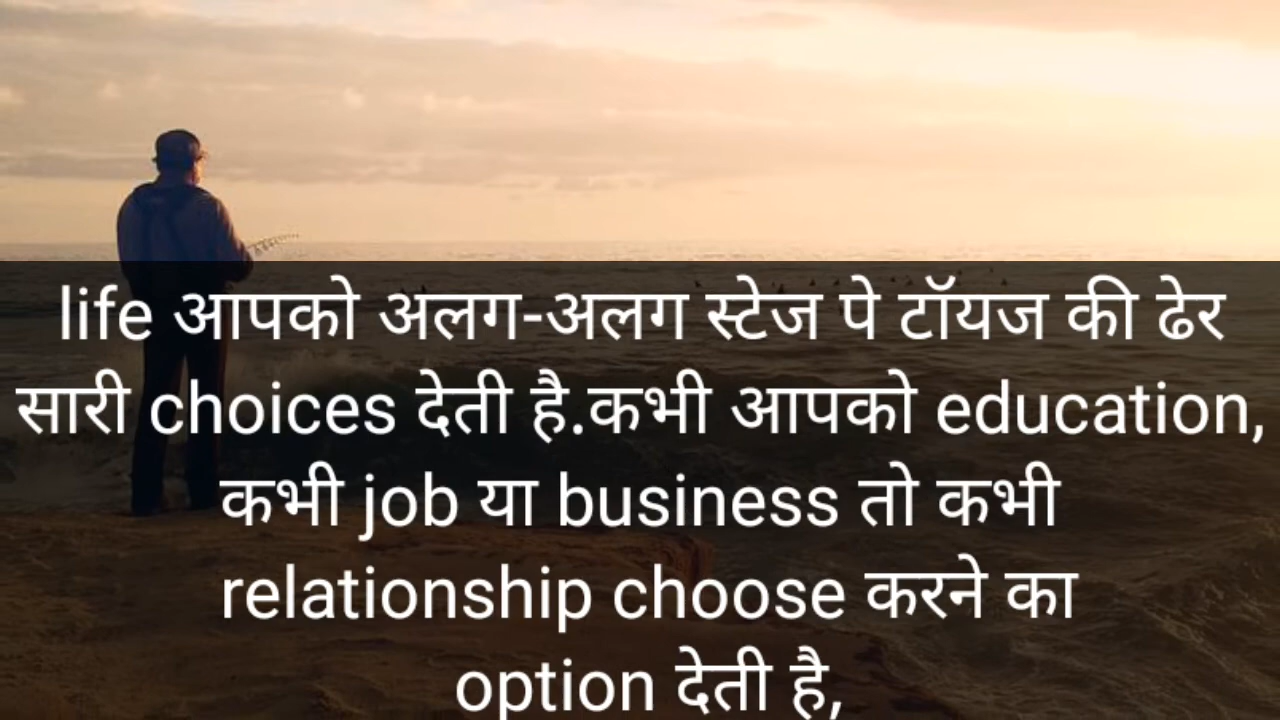 life आपको अलग-अलग स्टेज पे टॉयज की ढेर
सारी choices देती है.कभी आपको education,
कभी job या business तो कभी
relationship choose करने का
option देती है,